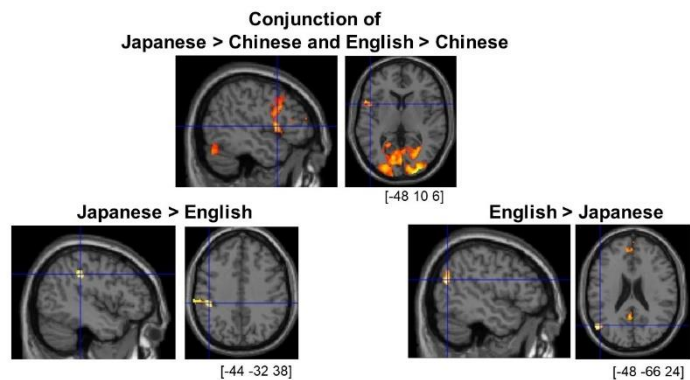 Conjunction of
Japanese > Chinese and English > Chinese
[-48 10 6]
Japanese > English
English > Japanese
[-44 -32 38]
[-48 -66 24]